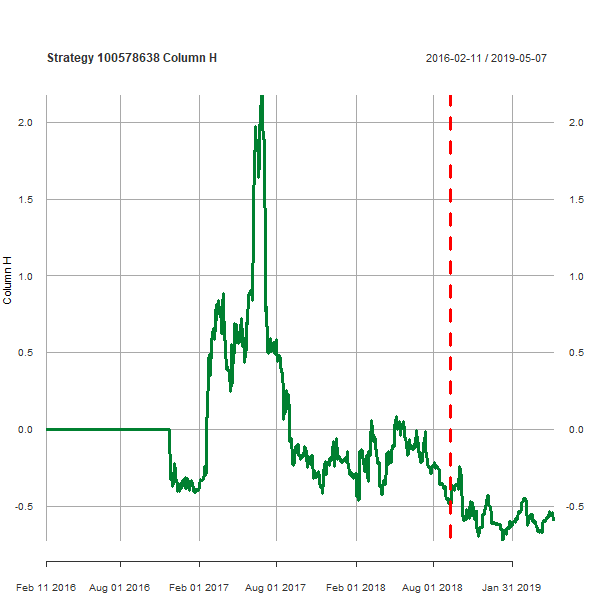 Strategy 100578638 Column H
2016-02-11 / 2019-05-07
2.0
2.0
1.5
1.5
1.0
1.0
0.5
0.5
0.0
0.0
-0.5
-0.5
Column H
Feb 11 2016
Aug 01 2016
Feb 01 2017
Aug 01 2017
Feb 01 2018
Aug 01 2018
Jan 31 2019